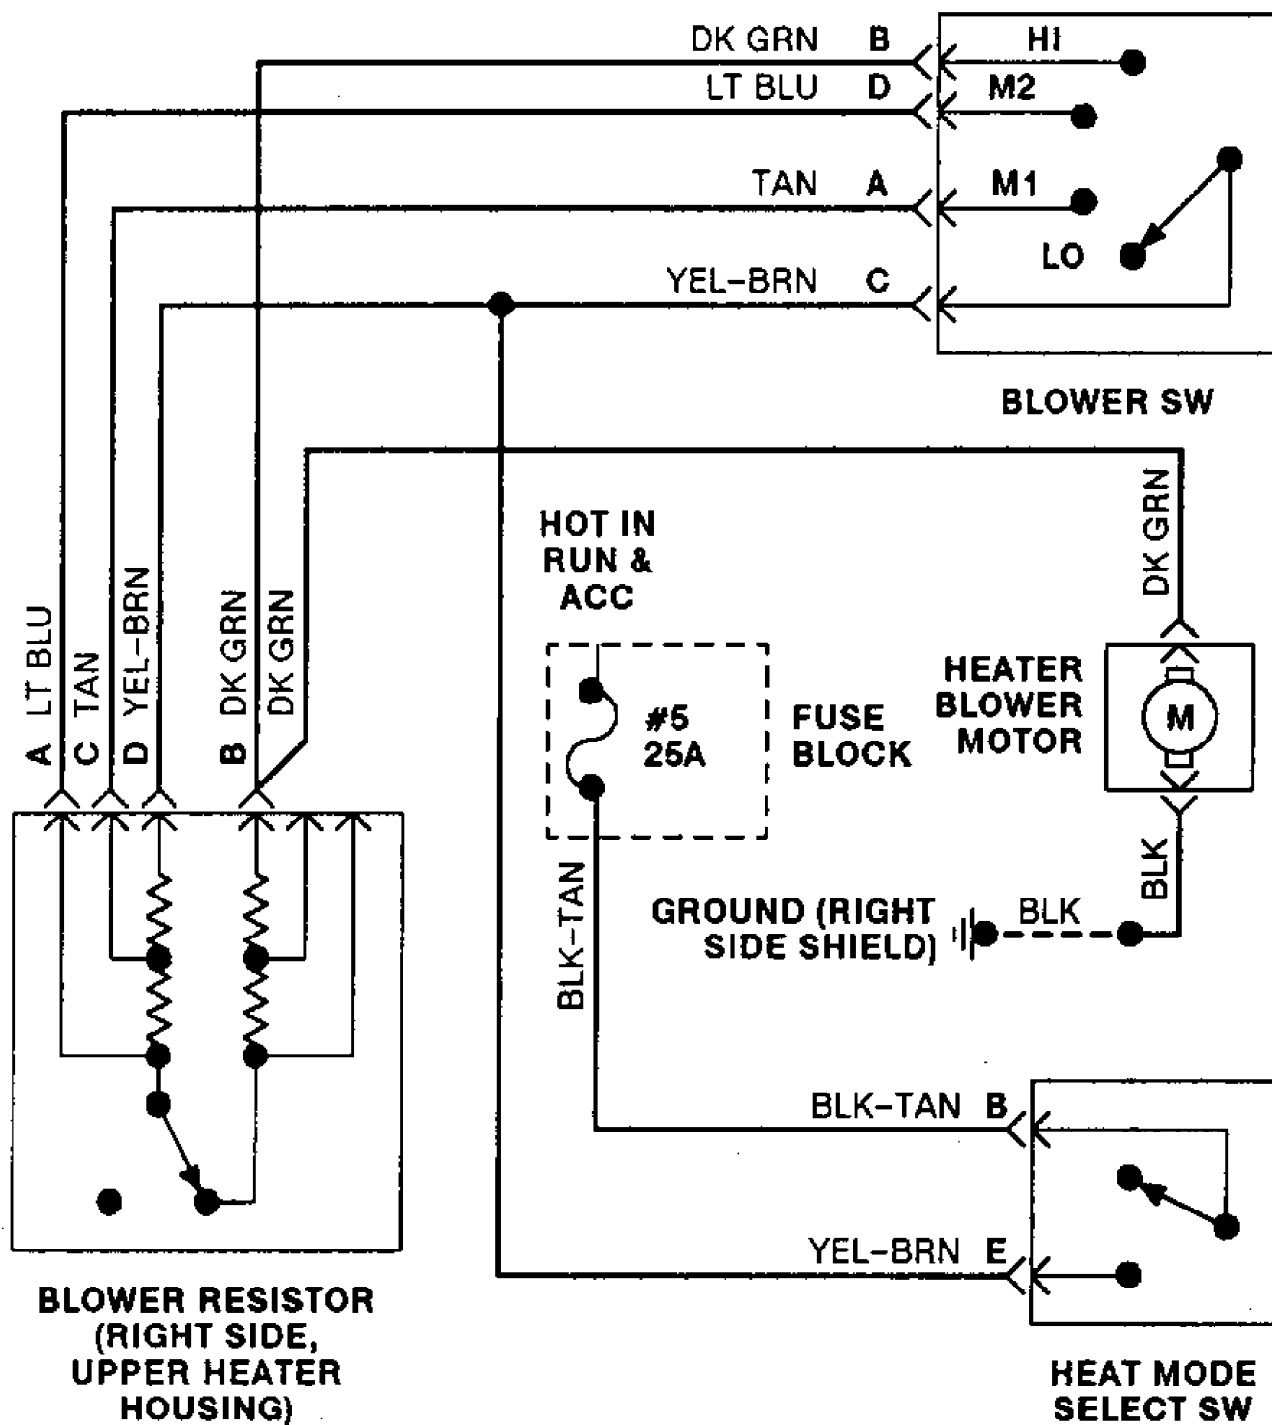 DK GRN B HI
LT BLU D M2
TAN A M1
LO
YEL-BRN C
BLOWER SW
HOT IN
RUN &
ACC
#5
25A
FUSE
BLOCK
HEATER
BLOWER
MOTOR
M
DK GRN
BLK
A LT BLU
C TAN
D YEL-BRN
B DK GRN
DK GRN
BLK-TAN
GROUND (RIGHT
SIDE SHIELD)
BLK
BLK-TAN B
YEL-BRN E
BLOWER RESISTOR
(RIGHT SIDE,
UPPER HEATER
HOUSING)
HEAT MODE
SELECT SW